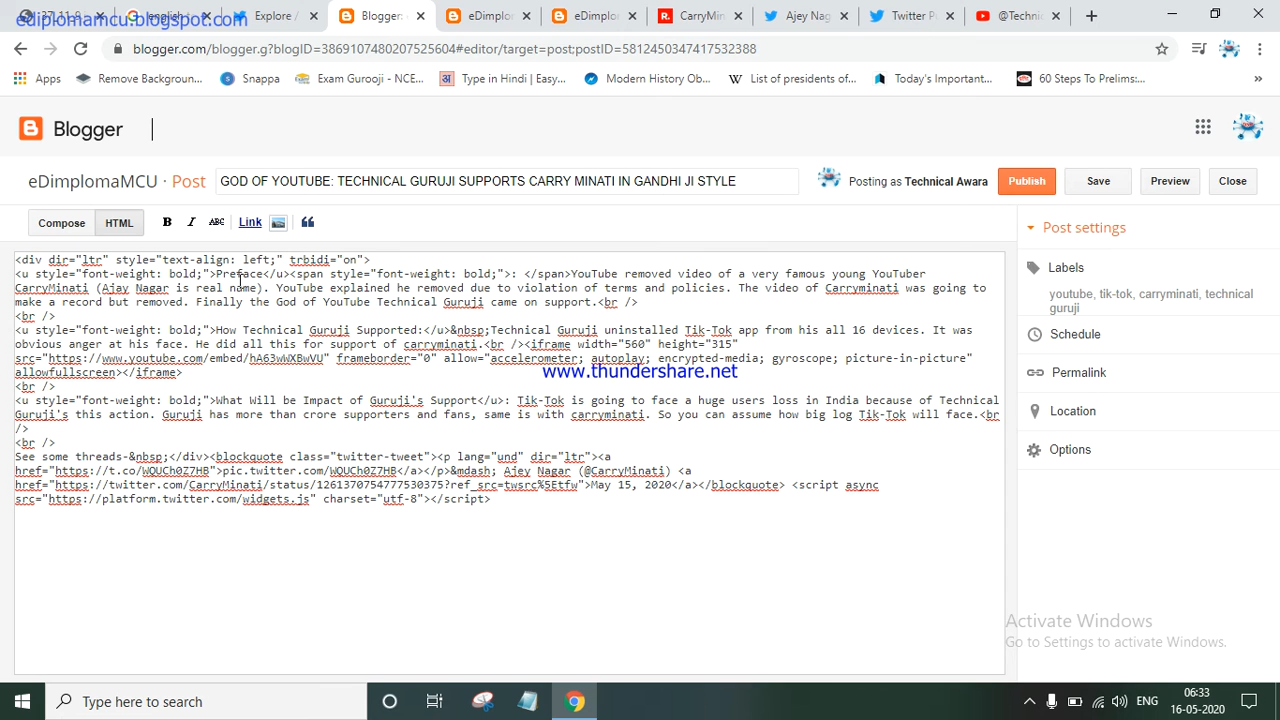 ediplomamcu.blogspot.com
Explore /
Blogger:
eDimplom
eDimplo
CarryMin
Ajey Nag
Twitter P
@Techni
blogger.com/blogger.g?blogID=3869107480207525604#editor/target=post;postID=5812450347417532388
Apps
Remove Backgroun...
Snappa
Exam Gurooji - NCE...
Type in Hindi | Easy...
Modern History Ob...
List of presidents of...
Today's Important...
60 Steps To Prelims:...
»
Blogger
eDimplomaMCU · Post
GOD OF YOUTUBE: TECHNICAL GURUJI SUPPORTS CARRY MINATI IN GANDHI JI STYLE
Posting as Technical Awara
Publish
Save
Preview
Close
Compose
HTML
B
I
ABC
Link
<div dir="ltr" style="text-align: left;" trbidi="on">
<u style="font-weight: bold;">Preface</u><span style="font-weight: bold;">: </span>YouTube removed video of a very famous young YouTuber
CarryMinati (Ajay Nagar is real name). YouTube explained he removed due to violation of terms and policies. The video of Carryminati was going to
make a record but removed. Finally the God of YouTube Technical Guruji came on support.<br />
<br />
<u style="font-weight: bold;">How Technical Guruji Supported:</u>&nbsp;Technical Guruji uninstalled Tik-Tok app from his all 16 devices. It was
obvious anger at his face. He did all this for support of carryminati.<br /><iframe width="560" height="315"
src="https://www.youtube.com/embed/hA63wWXBwVU" frameborder="0" allow="accelerometer; autoplay; encrypted-media; gyroscope; picture-in-picture"
allowfullscreen></iframe>
www.thundershare.net
<br />
<u style="font-weight: bold;">What Will be Impact of Guruji's Support</u>: Tik-Tok is going to face a huge users loss in India because of Technical
Guruji's this action. Guruji has more than crore supporters and fans, same is with carryminati. So you can assume how big log Tik-Tok will face.<br
/>
<br />
See some threads-&nbsp;</div><blockquote class="twitter-tweet"><p lang="und" dir="ltr"><a
href="https://t.co/WOUCh0Z7HB">pic.twitter.com/WOUCh0Z7HB</a></p>&mdash; Ajey Nagar (@CarryMinati) <a
href="https://twitter.com/CarryMinati/status/1261370754777530375?ref_src=twsrc%5Etfw">May 15, 2020</a></blockquote> <script async
src="https://platform.twitter.com/widgets.js" charset="utf-8"></script>
Post settings
Labels
youtube, tik-tok, carryminati, technical
guruji
Schedule
Permalink
Location
Options
Activate Windows
Go to Settings to activate Windows.
Type here to search
ENG
06:33
16-05-2020